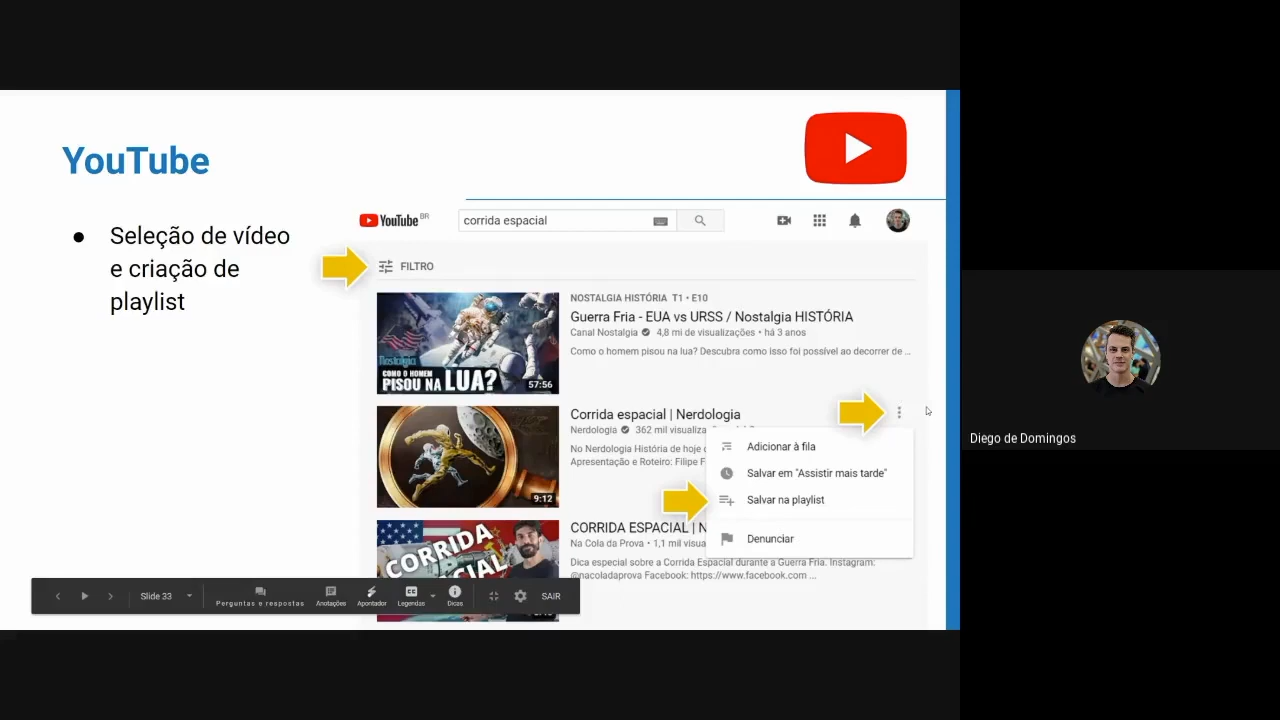 YouTube
● Seleção de vídeo
e criação de
playlist
YouTube BR
corrida espacial
FILTRO
NOSTALGIA HISTÓRIA T1 • E10
Guerra Fria - EUA vs URSS / Nostalgia HISTÓRIA
Canal Nostalgia 4,8 mi de visualizações • há 3 anos
Como o homem pisou na lua? Descubra como isso foi possível ao decorrer de ...
Nostalgia
COMO O HOMEM
PISOU NA LUA?
57:56
Corrida espacial | Nerdologia
Nerdologia 362 mil visualiza
No Nerdologia História de hoje
Apresentação e Roteiro: Filipe F
9:12
Adicionar à fila
Salvar em "Assistir mais tarde"
Salvar na playlist
Denunciar
CORRIDA ESPACIAL | N
Na Cola da Prova • 1,1 mil visua
Dica especial sobre a Corrida Espacial durante a Guerra Fria. Instagram:
@nacoladaprova Facebook: https://www.facebook.com ...
CORRIDA
Slide 33
Perguntas e respostas
Anotações
Apontador
Legendas
Dicas
SAIR
Diego de Domingos